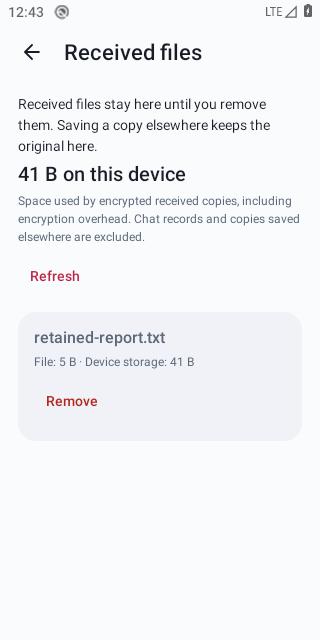 12:43
LTE
Received files
Received files stay here until you remove
them. Saving a copy elsewhere keeps the
original here.
41 B on this device
Space used by encrypted received copies, including
encryption overhead. Chat records and copies saved
elsewhere are excluded.
Refresh
retained-report.txt
File: 5 B · Device storage: 41 B
Remove